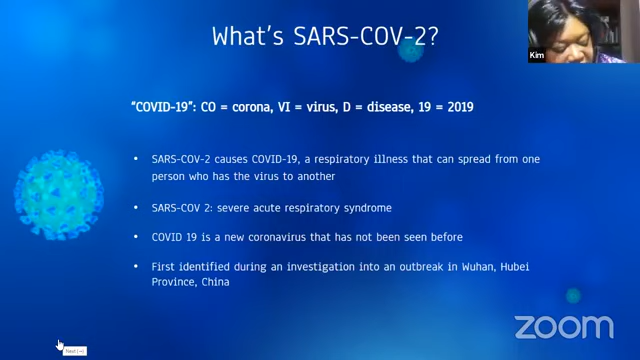 What's SARS-COV-2?
Kim
“COVID-19”: CO = corona, VI = virus, D = disease, 19 = 2019
• SARS-COV-2 causes COVID-19, a respiratory illness that can spread from one
person who has the virus to another
• SARS-COV 2: severe acute respiratory syndrome
• COVID 19 is a new coronavirus that has not been seen before
• First identified during an investigation into an outbreak in Wuhan, Hubei
Province, China
zoom